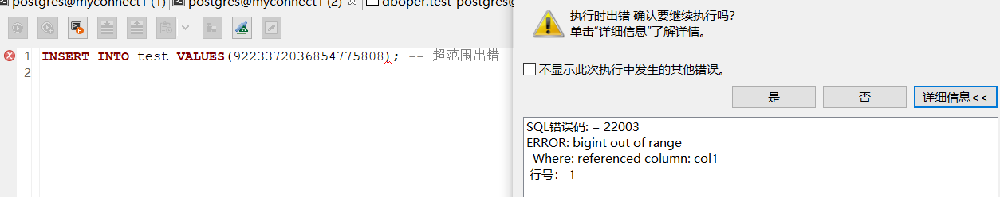 postgres@myconnect1 (1)
postgres@myconnect1 (2)
dboper.test-postgres@
1 INSERT INTO test VALUES(9223372036854775808); -- 超范围出错
2
执行时出错 确认要继续执行吗?
单击“详细信息”了解详情。
不显示此次执行中发生的其他错误。
是
否
详细信息<<
SQL错误码: = 22003
ERROR: bigint out of range
Where: referenced column: col1
行号: 1